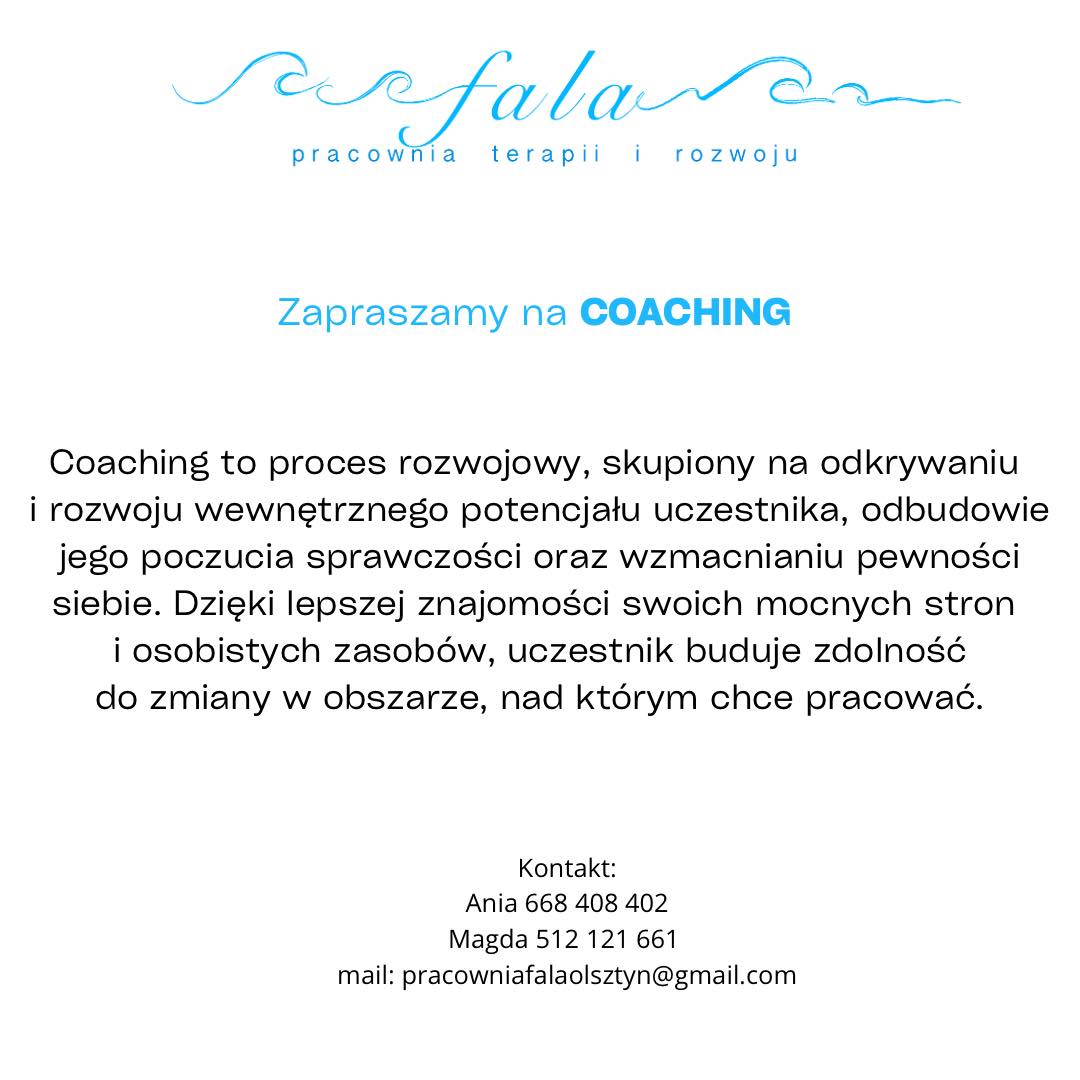 fala
pracownia terapii i rozwoju
Zapraszamy na COACHING
Coaching to proces rozwojowy, skupiony na odkrywaniu
i rozwoju wewnętrznego potencjału uczestnika, odbudowie
jego poczucia sprawczości oraz wzmacnianiu pewności
siebie. Dzięki lepszej znajomości swoich mocnych stron
i osobistych zasobów, uczestnik buduje zdolność
do zmiany w obszarze, nad którym chce pracować.
Kontakt:
Ania 668 408 402
Magda 512 121 661
mail: pracowniafalaolsztyn@gmail.com